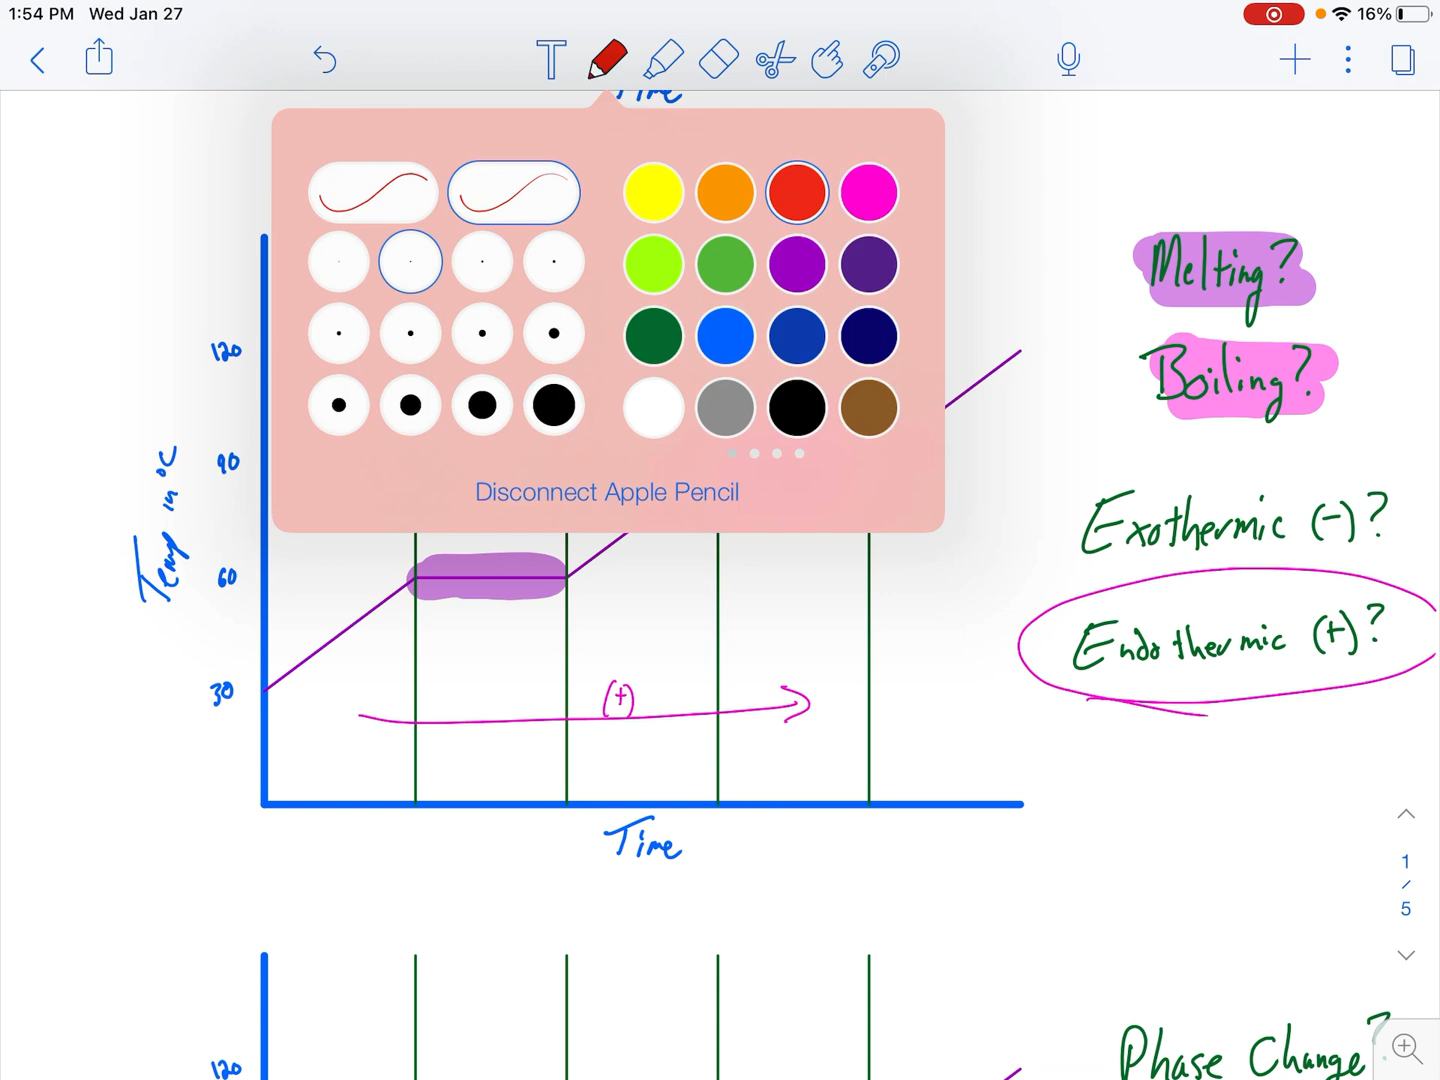 1:54 PM Wed Jan 27
16%
T
Time
Melting?
120
Boiling?
90
Temp in °C
Disconnect Apple Pencil
Exothermic (-)?
60
Endothermic (+)?
30
(+)
Time
1
/
5
120
Phase Change?